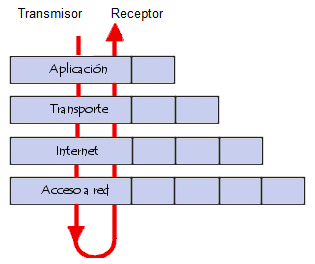 Transmisor Receptor
Aplicación
Transporte
Internet
Acceso a red